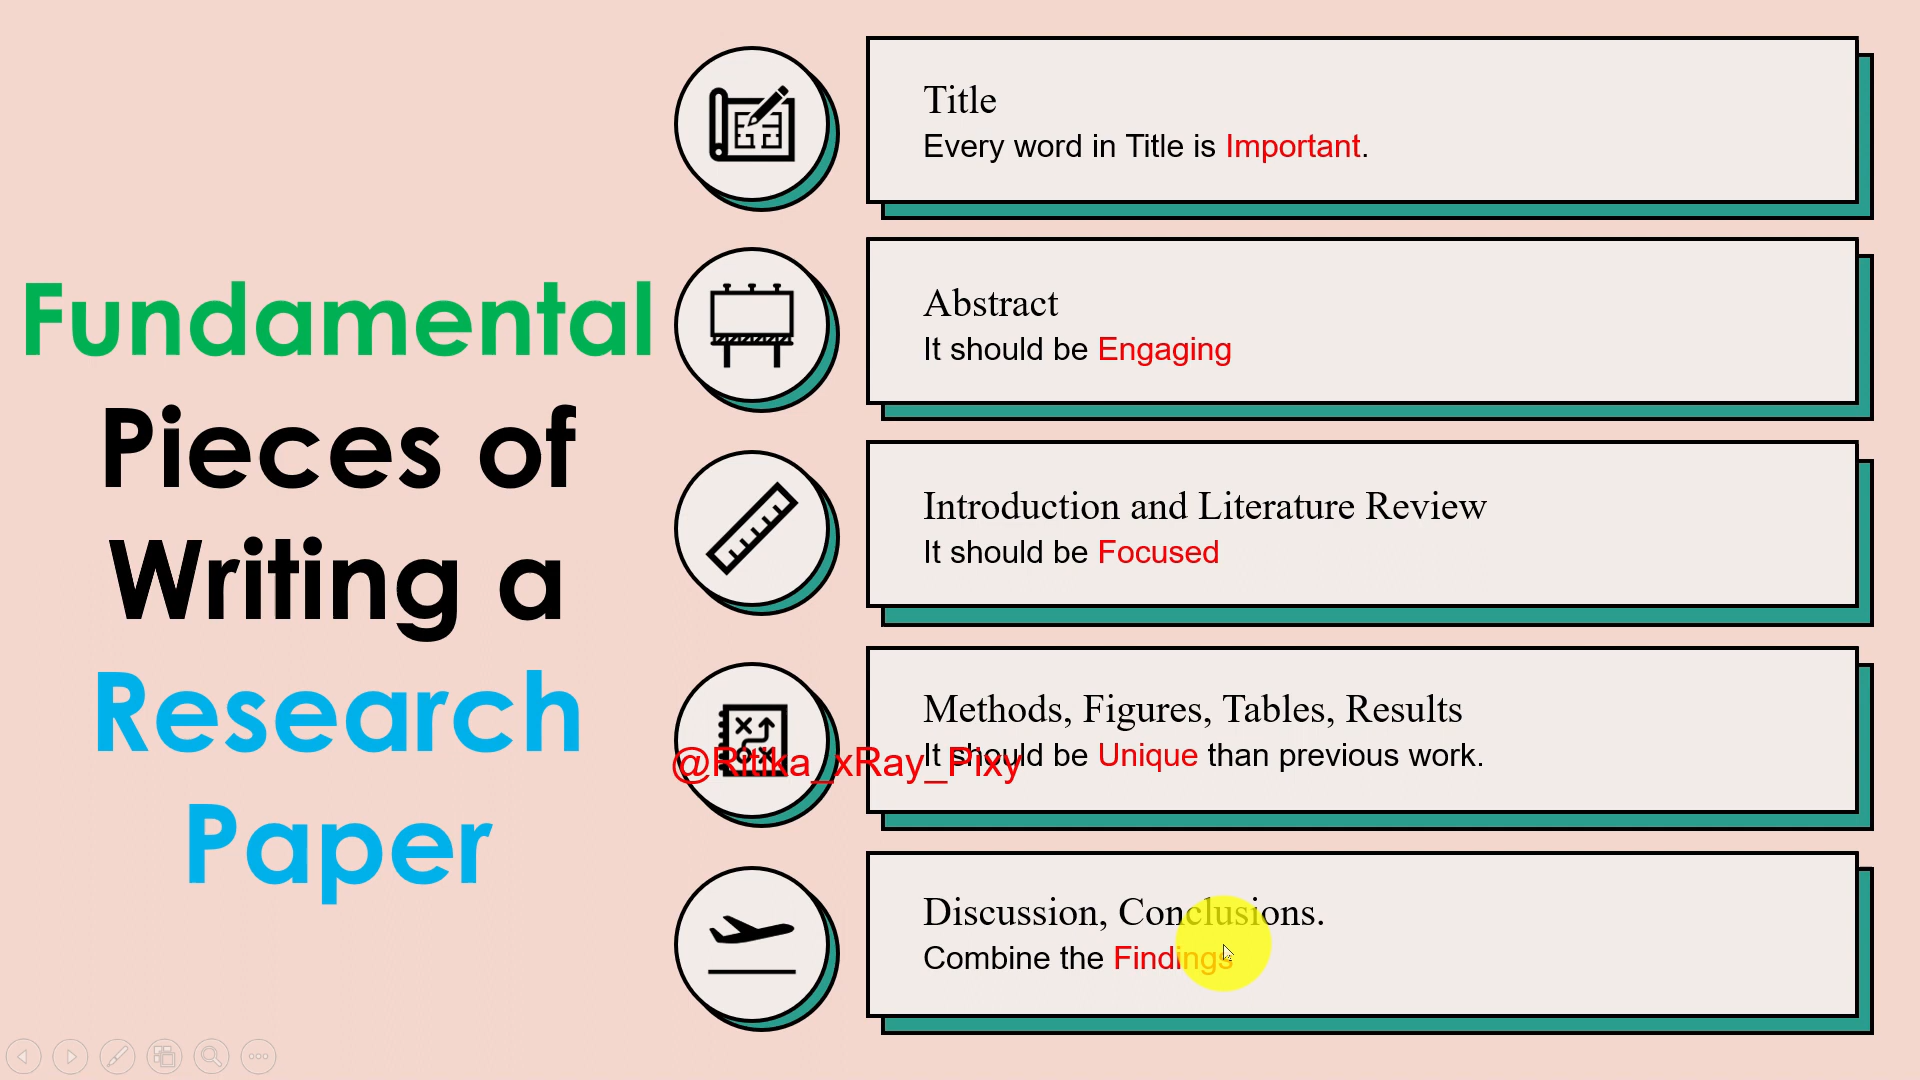 Fundamental
Pieces of
Writing a
Research
Paper
Title
Every word in Title is Important.
Abstract
It should be Engaging
Introduction and Literature Review
It should be Focused
Methods, Figures, Tables, Results
It should be Unique than previous work.
@Ritika_xRay_Pixy
Discussion, Conclusions.
Combine the Findings